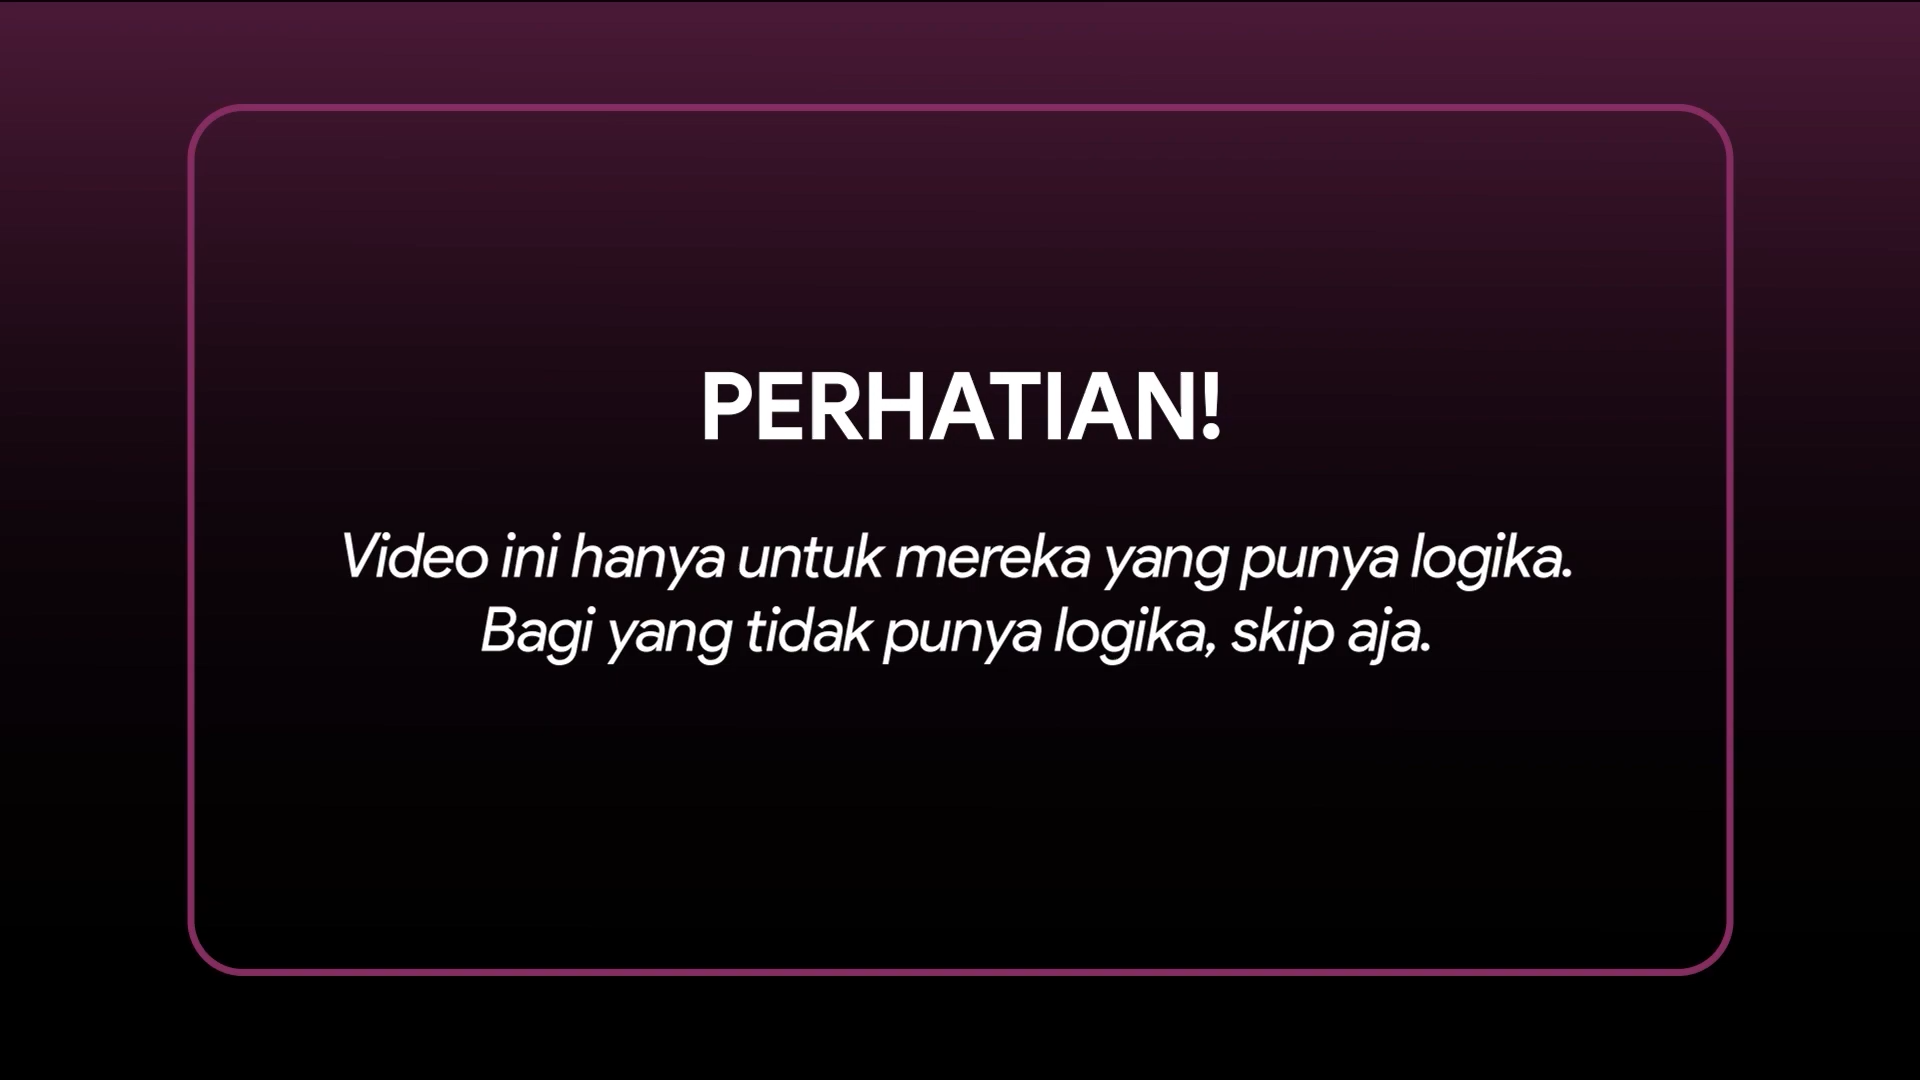 PERHATIAN!
Video ini hanya untuk mereka yang punya logika.
Bagi yang tidak punya logika, skip aja.